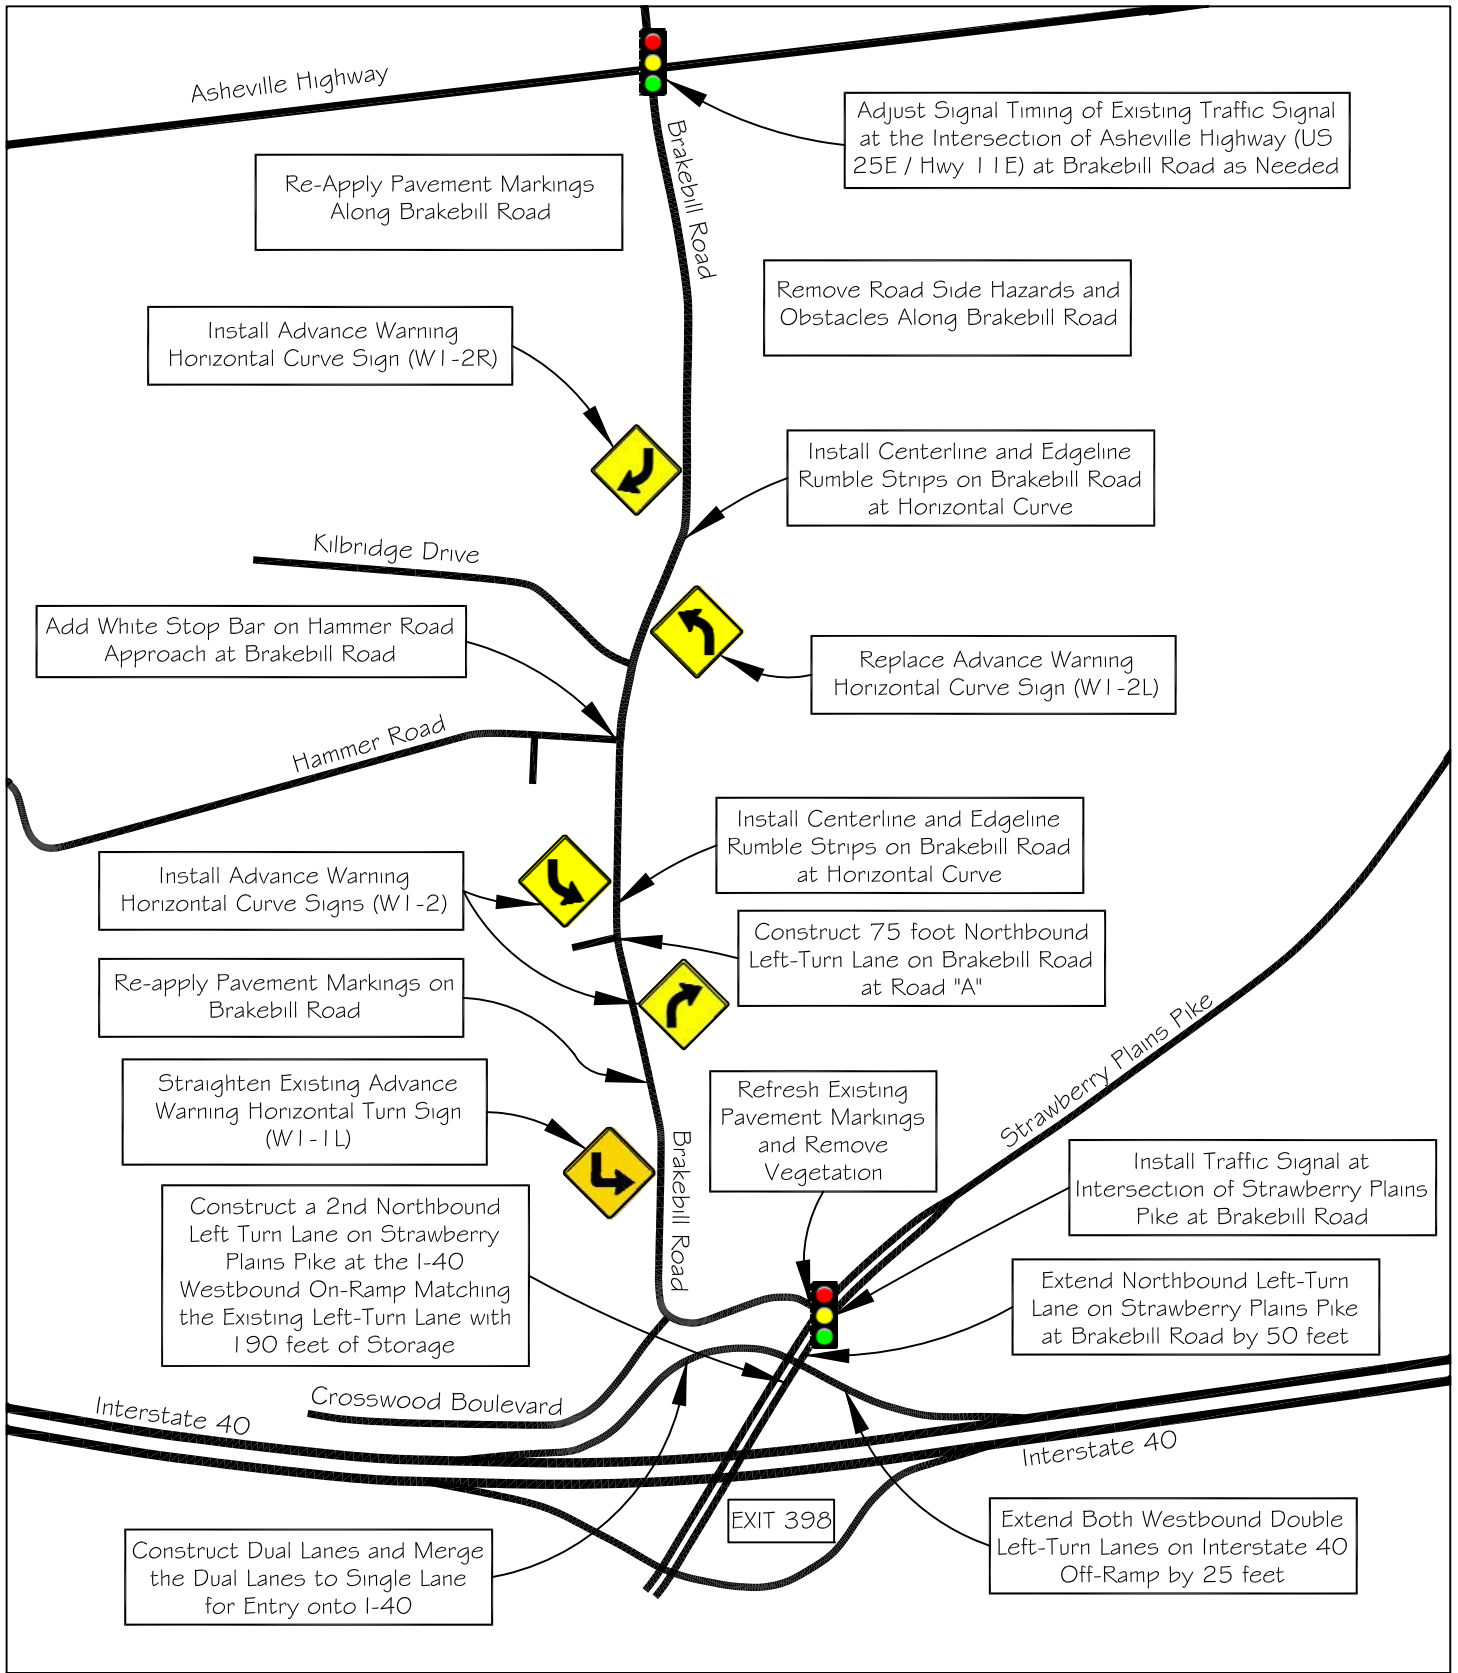 Asheville Highway
Brakebill Road
Adjust Signal Timing of Existing Traffic Signal
at the Intersection of Asheville Highway (US
25E / Hwy 11E) at Brakebill Road as Needed
Re-Apply Pavement Markings
Along Brakebill Road
Remove Road Side Hazards and
Obstacles Along Brakebill Road
Install Advance Warning
Horizontal Curve Sign (W1-2R)
Install Centerline and Edgeline
Rumble Strips on Brakebill Road
at Horizontal Curve
Kilbridge Drive
Add White Stop Bar on Hammer Road
Approach at Brakebill Road
Replace Advance Warning
Horizontal Curve Sign (W1-2L)
Hammer Road
Install Centerline and Edgeline
Rumble Strips on Brakebill Road
at Horizontal Curve
Install Advance Warning
Horizontal Curve Signs (W1-2)
Construct 75 foot Northbound
Left-Turn Lane on Brakebill Road
at Road "A"
Re-apply Pavement Markings on
Brakebill Road
Strawberry Plains Pike
Straighten Existing Advance
Warning Horizontal Turn Sign
(W1-1L)
Brakebill Road
Refresh Existing
Pavement Markings
and Remove
Vegetation
Install Traffic Signal at
Intersection of Strawberry Plains
Pike at Brakebill Road
Construct a 2nd Northbound
Left Turn Lane on Strawberry
Plains Pike at the I-40
Westbound On-Ramp Matching
the Existing Left-Turn Lane with
190 feet of Storage
Extend Northbound Left-Turn
Lane on Strawberry Plains Pike
at Brakebill Road by 50 feet
Crosswood Boulevard
Interstate 40
Interstate 40
EXIT 398
Construct Dual Lanes and Merge
the Dual Lanes to Single Lane
for Entry onto I-40
Extend Both Westbound Double
Left-Turn Lanes on Interstate 40
Off-Ramp by 25 feet